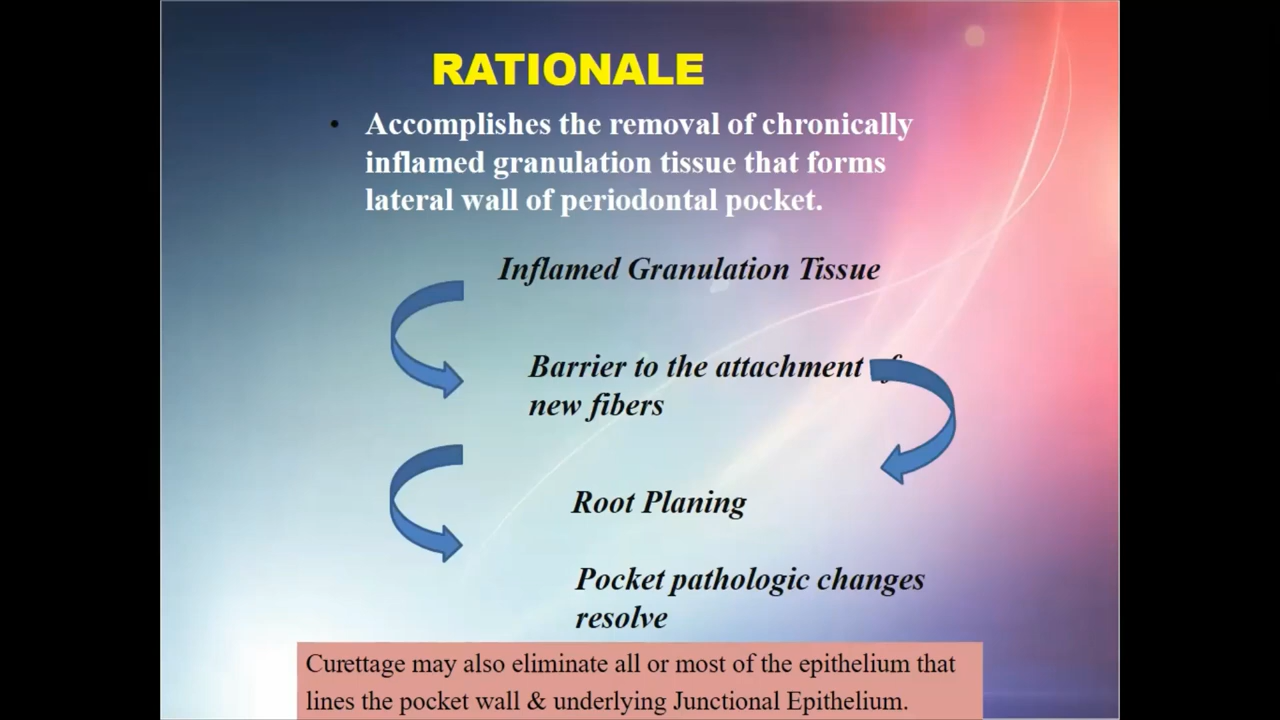 RATIONALE
• Accomplishes the removal of chronically
inflamed granulation tissue that forms
lateral wall of periodontal pocket.
Inflamed Granulation Tissue
Barrier to the attachment
new fibers
Root Planing
Pocket pathologic changes
resolve
Curettage may also eliminate all or most of the epithelium that
lines the pocket wall & underlying Junctional Epithelium.